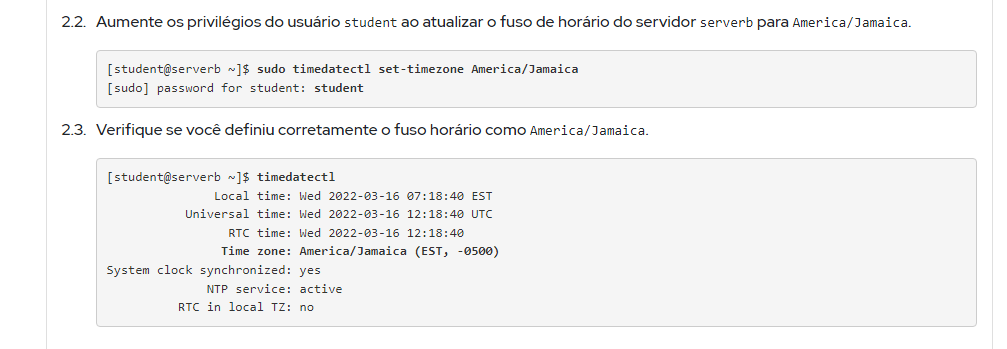 2.2. Aumente os privilégios do usuário student ao atualizar o fuso de horário do servidor serverb para America/Jamaica.
[student@serverb ~]$ sudo timedatectl set-timezone America/Jamaica
[sudo] password for student: student
2.3. Verifique se você definiu corretamente o fuso horário como America/Jamaica.
[student@serverb ~]$ timedatectl
Local time: Wed 2022-03-16 07:18:40 EST
Universal time: Wed 2022-03-16 12:18:40 UTC
RTC time: Wed 2022-03-16 12:18:40
Time zone: America/Jamaica (EST, -0500)
System clock synchronized: yes
NTP service: active
RTC in local TZ: no